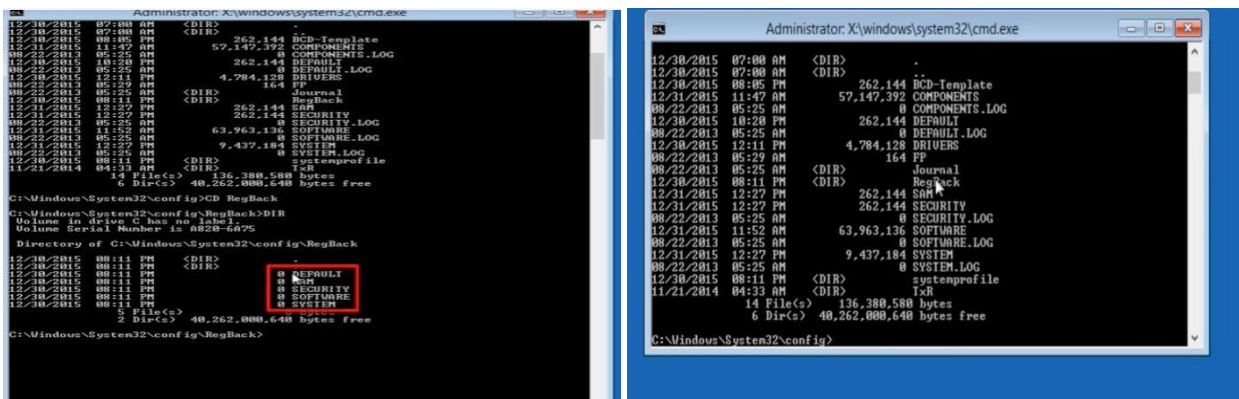 Administrator: X:\windows\system32\cmd.exe
12/30/2015 07:00 AM <DIR> .
12/30/2015 07:00 AM <DIR> ..
12/30/2015 08:05 PM 262,144 BCD-Template
12/31/2015 11:47 AM 57,147,392 COMPONENTS
08/22/2013 05:25 AM 0 COMPONENTS.LOG
12/30/2015 10:20 PM 262,144 DEFAULT
08/22/2013 05:25 AM 0 DEFAULT.LOG
12/30/2015 12:11 PM 4,784,128 DRIVERS
08/22/2013 05:29 AM 164 FP
08/22/2013 05:25 AM <DIR> Journal
12/30/2015 08:11 PM <DIR> RegBack
12/31/2015 12:27 PM 262,144 SAM
12/31/2015 12:27 PM 262,144 SECURITY
08/22/2013 05:25 AM 0 SECURITY.LOG
12/31/2015 11:52 AM 63,963,136 SOFTWARE
08/22/2013 05:25 AM 0 SOFTWARE.LOG
12/31/2015 12:27 PM 9,437,184 SYSTEM
08/22/2013 05:25 AM 0 SYSTEM.LOG
12/30/2015 08:11 PM <DIR> systemprofile
11/21/2014 04:33 AM <DIR> TxR
14 File(s) 136,380,580 bytes
6 Dir(s) 40,262,000,640 bytes free
C:\Windows\System32\config>CD RegBack
C:\Windows\System32\config\RegBack>DIR
Volume in drive C has no label.
Volume Serial Number is A820-6A75
Directory of C:\Windows\System32\config\RegBack
12/30/2015 08:11 PM <DIR> .
12/30/2015 08:11 PM <DIR> ..
12/30/2015 08:11 PM 0 DEFAULT
12/30/2015 08:11 PM 0 SAM
12/30/2015 08:11 PM 0 SECURITY
12/30/2015 08:11 PM 0 SOFTWARE
12/30/2015 08:11 PM 0 SYSTEM
5 File(s) 0 bytes
2 Dir(s) 40,262,000,640 bytes free
C:\Windows\System32\config\RegBack>
Administrator: X:\windows\system32\cmd.exe
12/30/2015 07:00 AM <DIR> .
12/30/2015 07:00 AM <DIR> ..
12/30/2015 08:05 PM 262,144 BCD-Template
12/31/2015 11:47 AM 57,147,392 COMPONENTS
08/22/2013 05:25 AM 0 COMPONENTS.LOG
12/30/2015 10:20 PM 262,144 DEFAULT
08/22/2013 05:25 AM 0 DEFAULT.LOG
12/30/2015 12:11 PM 4,784,128 DRIVERS
08/22/2013 05:29 AM 164 FP
08/22/2013 05:25 AM <DIR> Journal
12/30/2015 08:11 PM <DIR> RegBack
12/31/2015 12:27 PM 262,144 SAM
12/31/2015 12:27 PM 262,144 SECURITY
08/22/2013 05:25 AM 0 SECURITY.LOG
12/31/2015 11:52 AM 63,963,136 SOFTWARE
08/22/2013 05:25 AM 0 SOFTWARE.LOG
12/31/2015 12:27 PM 9,437,184 SYSTEM
08/22/2013 05:25 AM 0 SYSTEM.LOG
12/30/2015 08:11 PM <DIR> systemprofile
11/21/2014 04:33 AM <DIR> TxR
14 File(s) 136,380,580 bytes
6 Dir(s) 40,262,000,640 bytes free
C:\Windows\System32\config>